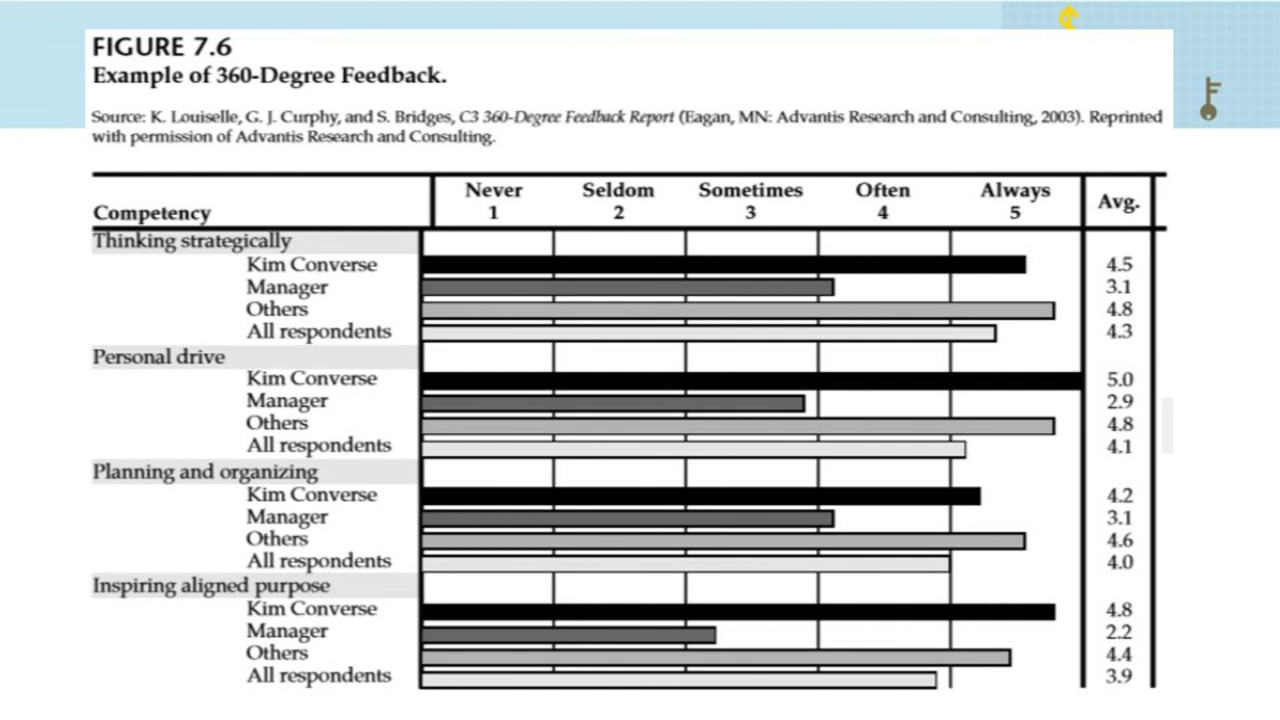 FIGURE 7.6
Example of 360-Degree Feedback.
Source: K. Louiselle, G. J. Curphy, and S. Bridges, C3 360-Degree Feedback Report (Eagan, MN: Advantis Research and Consulting, 2003). Reprinted
with permission of Advantis Research and Consulting.
Never Seldom Sometimes Often Always
Competency 1 2 3 4 5 Avg.
Thinking strategically
Kim Converse 4.5
Manager 3.1
Others 4.8
All respondents 4.3
Personal drive
Kim Converse 5.0
Manager 2.9
Others 4.8
All respondents 4.1
Planning and organizing
Kim Converse 4.2
Manager 3.1
Others 4.6
All respondents 4.0
Inspiring aligned purpose
Kim Converse 4.8
Manager 2.2
Others 4.4
All respondents 3.9